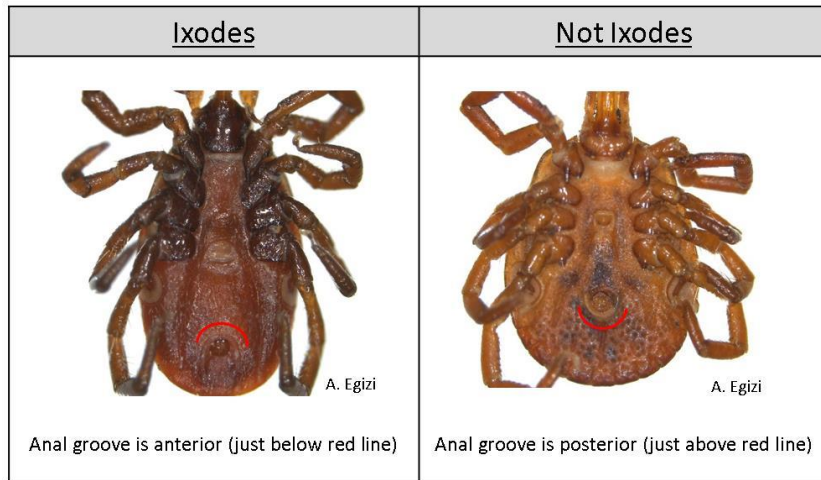 Ixodes
Not Ixodes
A. Egizi
A. Egizi
Anal groove is anterior (just below red line)
Anal groove is posterior (just above red line)